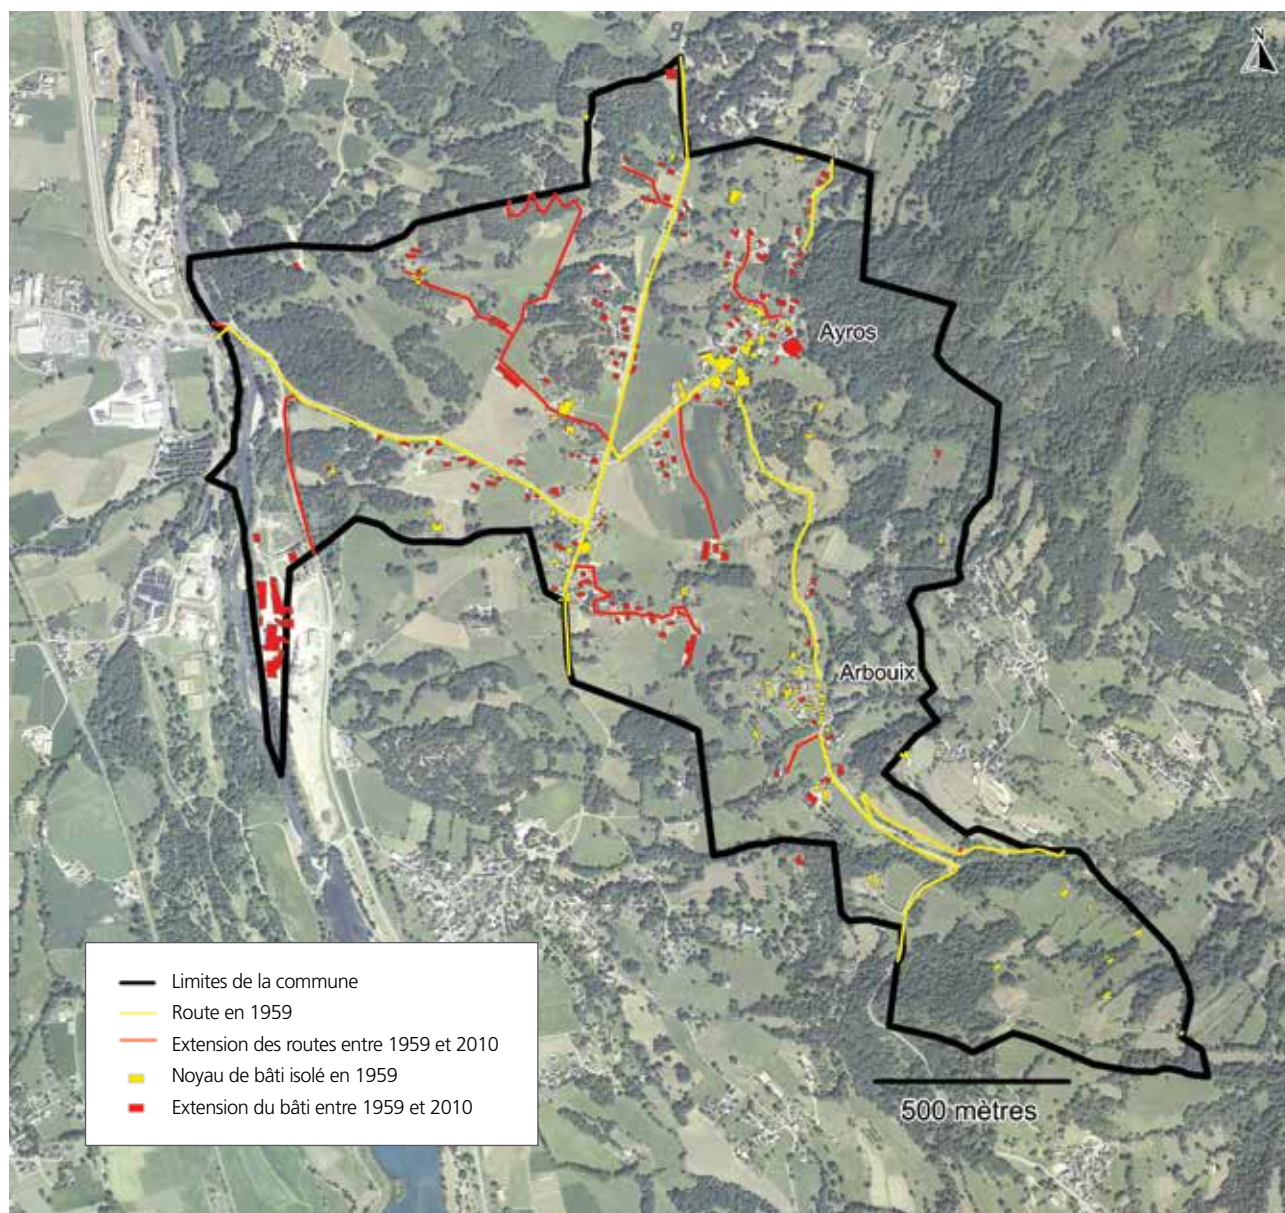 N
Ayros
Arbouix
Limites de la commune
Route en 1959
Extension des routes entre 1959 et 2010
Noyau de bâti isolé en 1959
Extension du bâti entre 1959 et 2010
500 mètres